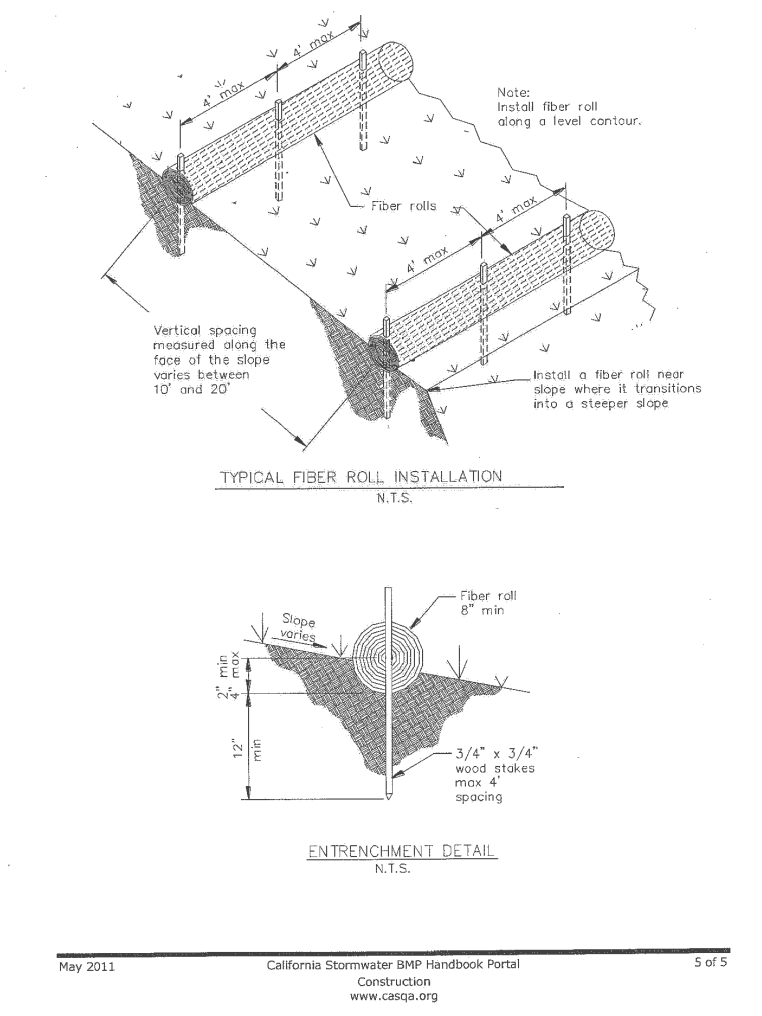 4' max
4' max
Note:
Install fiber roll
along a level contour.
Fiber rolls
4' max
4' max
Vertical spacing
measured along the
face of the slope
varies between
10' and 20'
Install a fiber roll near
slope where it transitions
into a steeper slope
TYPICAL FIBER ROLL INSTALLATION
N.T.S.
Fiber roll
8" min
Slope
varies
2" min
4" max
12"
min
3/4" x 3/4"
wood stakes
max 4'
spacing
ENTRENCHMENT DETAIL
N.T.S.
May 2011
California Stormwater BMP Handbook Portal
5 of 5
Construction
www.casqa.org